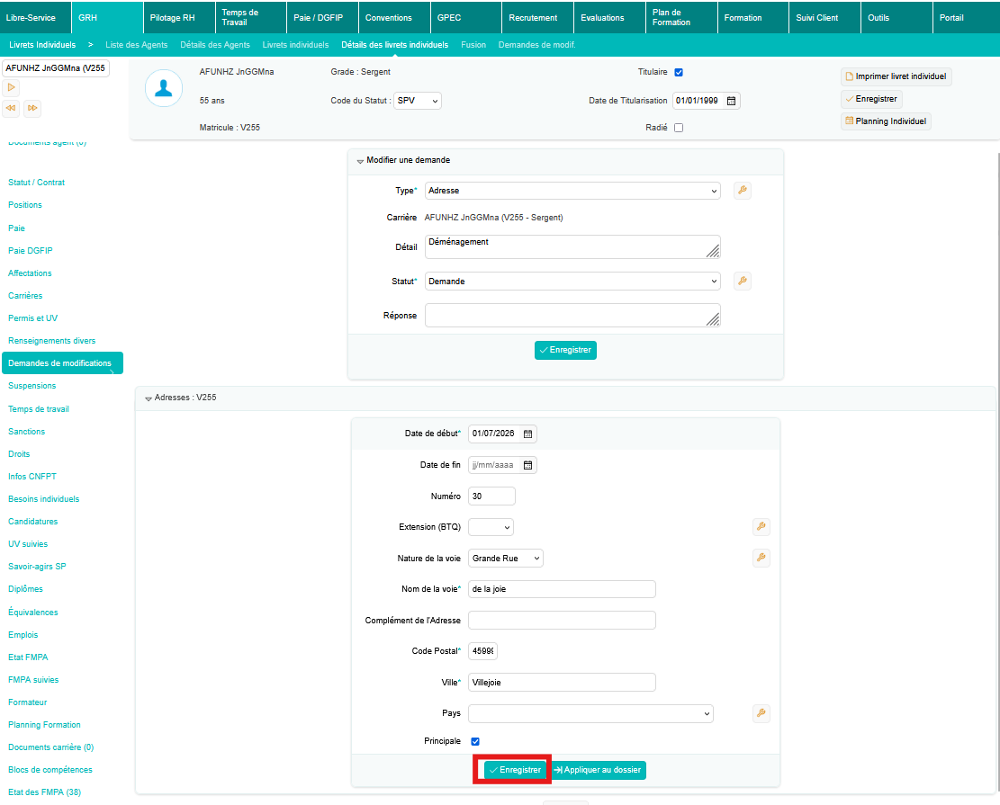 Libre-Service GRH Pilotage RH Temps de Travail Paie / DGFIP Conventions GPEC Recrutement Evaluations Plan de Formation Formation Suivi Client Outils Portail
Livrets Individuels > Liste des Agents Détails des Agents Livrets individuels Détails des livrets individuels Fusion Demandes de modif.
AFUNHZ JnGGMna (V255
AFUNHZ JnGGMna Grade : Sergent Titulaire Imprimer livret individuel
55 ans Code du Statut : SPV Date de Titularisation 01/01/1999 Enregistrer
Matricule : V255 Radié Planning Individuel
Documents agent (0)
Statut / Contrat
Positions
Paie
Paie DGFIP
Affectations
Carrières
Permis et UV
Renseignements divers
Demandes de modifications
Suspensions
Temps de travail
Sanctions
Droits
Infos CNFPT
Besoins individuels
Candidatures
UV suivies
Savoir-agirs SP
Diplômes
Équivalences
Emplois
Etat FMPA
FMPA suivies
Formateur
Planning Formation
Documents carrière (0)
Blocs de compétences
Etat des FMPA (38)
Modifier une demande
Type* Adresse
Carrière AFUNHZ JnGGMna (V255 - Sergent)
Détail Déménagement
Statut* Demande
Réponse
Enregistrer
Adresses : V255
Date de début* 01/07/2026
Date de fin jj/mm/aaaa
Numéro 30
Extension (BTQ)
Nature de la voie Grande Rue
Nom de la voie* de la joie
Complément de l'Adresse
Code Postal* 4599
Ville* Villejoie
Pays
Principale
Enregistrer Appliquer au dossier